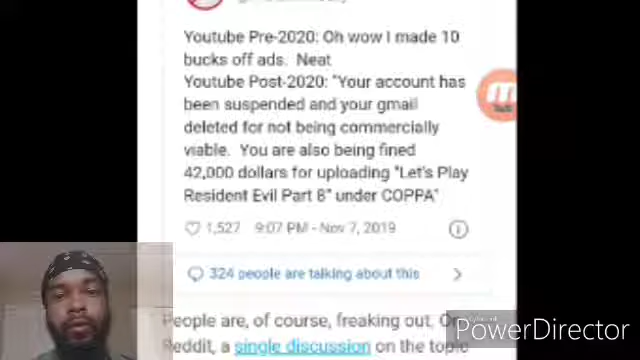 Youtube Pre-2020: Oh wow I made 10
bucks off ads. Neat
Youtube Post-2020: "Your account has
been suspended and your gmail
deleted for not being commercially
viable. You are also being fined
42,000 dollars for uploading "Let's Play
Resident Evil Part 8" under COPPA"
1,527 9:07 PM - Nov 7, 2019
324 people are talking about this
People are, of course, freaking out. On
Reddit, a single discussion on the topic
PowerDirector